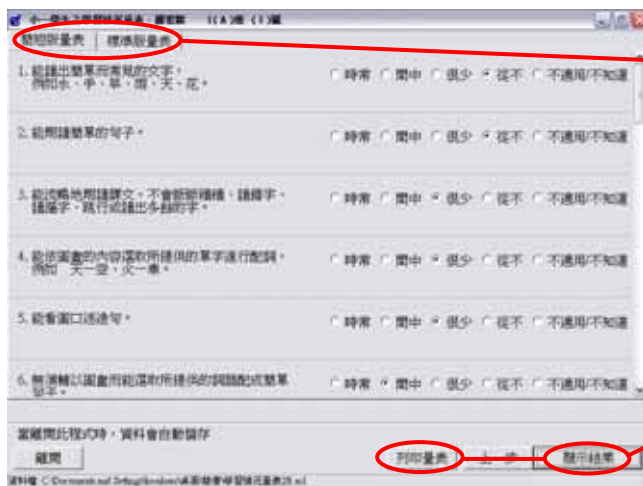 簡短版量表 標準版量表
1. 能讀出簡單而常見的文字，
例如水、手、草、雨、天、花。
時常 間中 很少 從不 不適用/不知道
2. 能朗讀簡單的句子。
時常 間中 很少 從不 不適用/不知道
3. 能流暢地朗讀課文，不會斷斷續續、讀錯字、
讀漏字、跳行或讀出多餘的字。
時常 間中 很少 從不 不適用/不知道
4. 能依圖畫的內容選取所提供的單字進行配詞，
例如 天一空、火一車。
時常 間中 很少 從不 不適用/不知道
5. 能看圖口述造句。
時常 間中 很少 從不 不適用/不知道
6. 無須輔以圖畫而能選取所提供的詞語配成簡單
句子。
時常 間中 很少 從不 不適用/不知道
當離開此程式時，資料會自動儲存
離開 列印量表 上一步 顯示結果